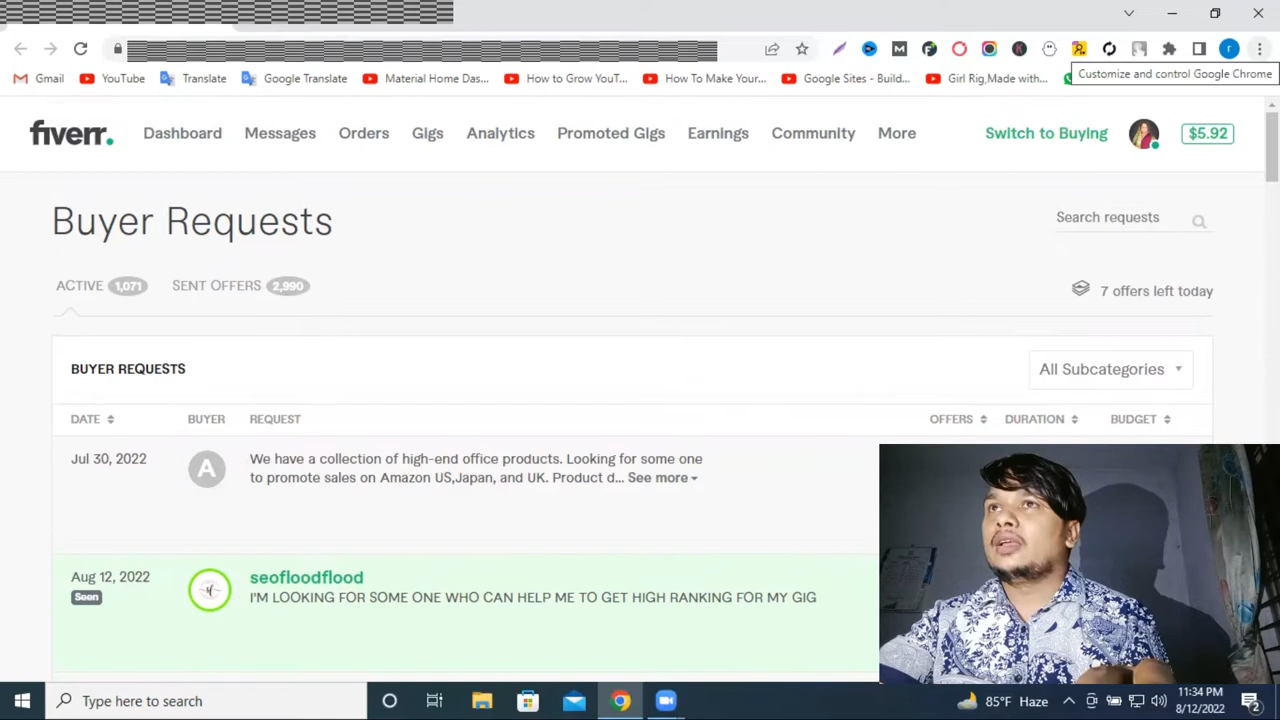 Customize and control Google Chrome
Gmail YouTube Translate Google Translate Material Home Das... How to Grow YouT... How To Make Your... Google Sites - Build... Girl Rig,Made with...
fiverr. Dashboard Messages Orders Gigs Analytics Promoted Gigs Earnings Community More Switch to Buying $5.92
Buyer Requests
Search requests
ACTIVE 1,071 SENT OFFERS 2,990
7 offers left today
BUYER REQUESTS All Subcategories
DATE BUYER REQUEST OFFERS DURATION BUDGET
Jul 30, 2022 A We have a collection of high-end office products. Looking for some one
to promote sales on Amazon US,Japan, and UK. Product d... See more
Aug 12, 2022 seofloodflood
Seen I'M LOOKING FOR SOME ONE WHO CAN HELP ME TO GET HIGH RANKING FOR MY GIG
Type here to search 85°F Haze 11:34 PM
8/12/2022 2